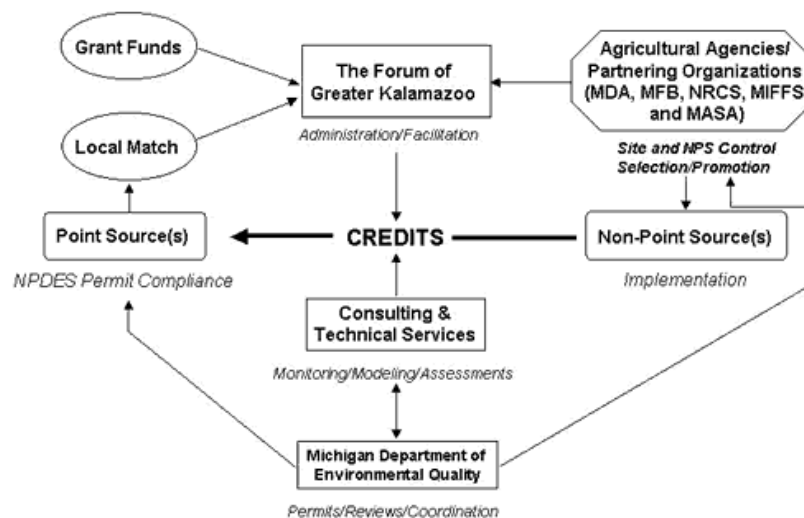 Grant Funds
The Forum of
Greater Kalamazoo
Administration/Facilitation
Agricultural Agencies/
Partnering Organizations
(MDA, MFB, NRCS, MIFFS
and MASA)
Site and NPS Control
Selection/Promotion
Local Match
Point Source(s)
NPDES Permit Compliance
CREDITS
Non-Point Source(s)
Implementation
Consulting &
Technical Services
Monitoring/Modeling/Assessments
Michigan Department of
Environmental Quality
Permits/Reviews/Coordination